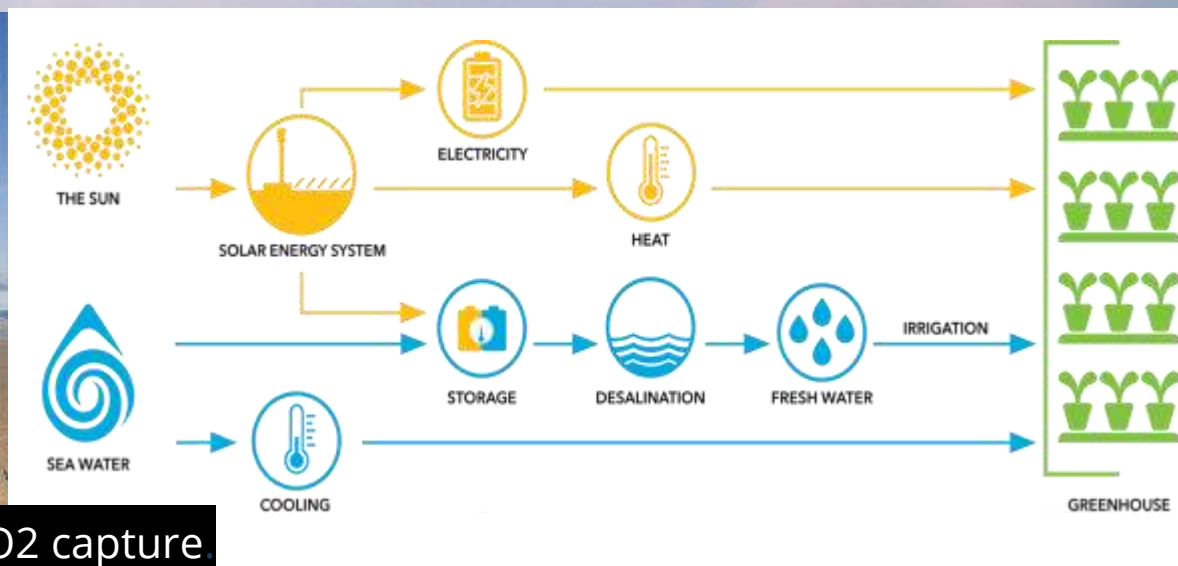 ELECTRICITY
THE SUN
SOLAR ENERGY SYSTEM
HEAT
IRRIGATION
STORAGE
DESALINATION
FRESH WATER
SEA WATER
COOLING
GREENHOUSE
capture.